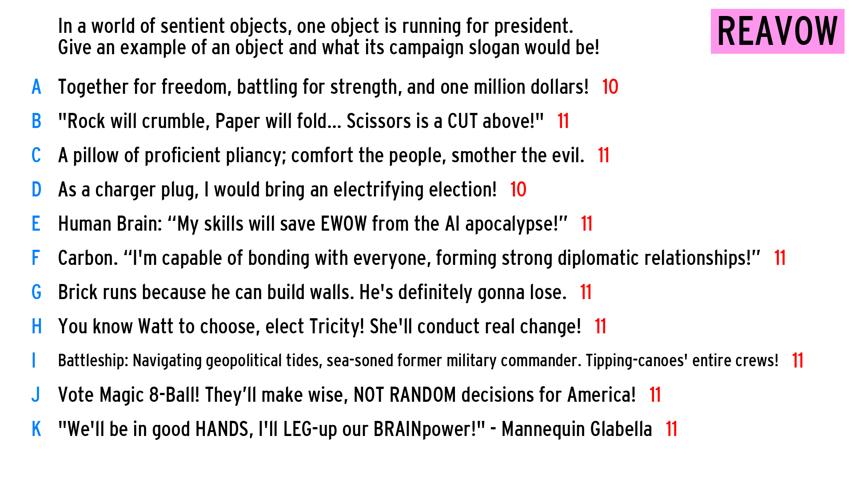 In a world of sentient objects, one object is running for president.
Give an example of an object and what its campaign slogan would be!
REAVOW
A Together for freedom, battling for strength, and one million dollars! 10
B "Rock will crumble, Paper will fold... Scissors is a CUT above!" 11
C A pillow of proficient pliancy; comfort the people, smother the evil. 11
D As a charger plug, I would bring an electrifying election! 10
E Human Brain: “My skills will save EWOW from the AI apocalypse!” 11
F Carbon. “I'm capable of bonding with everyone, forming strong diplomatic relationships!” 11
G Brick runs because he can build walls. He's definitely gonna lose. 11
H You know Watt to choose, elect Tricity! She'll conduct real change! 11
I Battleship: Navigating geopolitical tides, sea-soned former military commander. Tipping-canoes' entire crews! 11
J Vote Magic 8-Ball! They’ll make wise, NOT RANDOM decisions for America! 11
K "We'll be in good HANDS, I'll LEG-up our BRAINpower!" - Mannequin Glabella 11